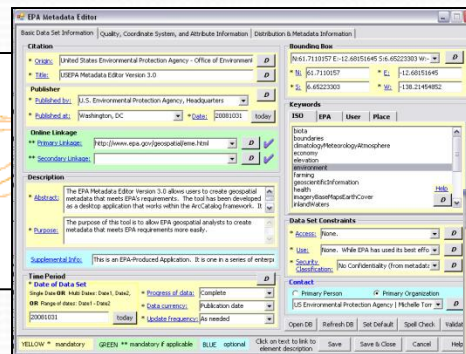 EPA Metadata Editor
Basic Data Set Information
Quality, Coordinate System, and Attribute Information
Distribution & Metadata Information
Citation
* Origin: United States Environmental Protection Agency - Office of Environment D
* Title: USEPA Metadata Editor Version 3.0 D
Publisher
* Published by: U.S. Environmental Protection Agency, Headquarters D
* Published at: Washington, DC * Date: 20081031 today
Online Linkage
** Primary Linkage: http://www.epa.gov/geospatial/eme.html D
** Secondary Linkage: D
Description
* Abstract: The EPA Metadata Editor Version 3.0 allows users to create geospatial
metadata that meets EPA's requirements. The tool has been developed
as a desktop application that works within the ArcCatalog framework. It
D
* Purpose: The purpose of this tool is to allow EPA geospatial analysts to create
metadata that meets EPA requirements more easily.
Supplemental Info: This is an EPA-Produced Application. It is one in a series of enterp
Time Period
* Date of Data Set
Single Date OR Multi Dates: Date1, Date2,
OR Range of dates: Date1 - Date2
20081031 today
D
* Progress of data: Complete
* Data currency: Publication date
* Update frequency: As needed
Bounding Box
N:61.7110157 E:-12.68151645 S:6.65223303 W:- D
* N: 61.7110157 * E: -12.68151645
* S: 6.65223303 * W: -138.21454852
Keywords
ISO EPA User Place
biota
boundaries
climatologyMeteorologyAtmosphere
economy
elevation
environment
farming
geoscientificInformation
health
imageryBaseMapsEarthCover
inlandWaters
Help
D
Data Set Constraints
* Access: None. D
* Use: None. While EPA has used its best effo D
* Security
Classification: No Confidentiality (from metadata D
Contact
Primary Person Primary Organization
US Environmental Protection Agency | Michelle Torr D
Open DB Refresh DB Set Default Spell Check Validat
YELLOW * mandatory GREEN ** mandatory if applicable BLUE optional
Click on text to link to
element description
Save Save & Close Cancel Help